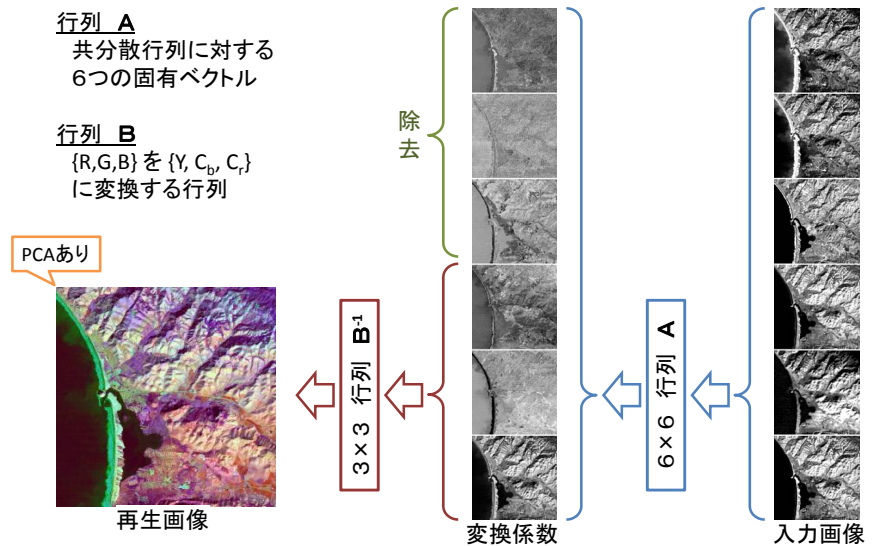 行列 A
共分散行列に対する
6つの固有ベクトル
行列 B
{R,G,B} を {Y, Cb, Cr}
に変換する行列
PCAあり
再生画像
3×3 行列 B-1
除去
変換係数
6×6 行列 A
入力画像